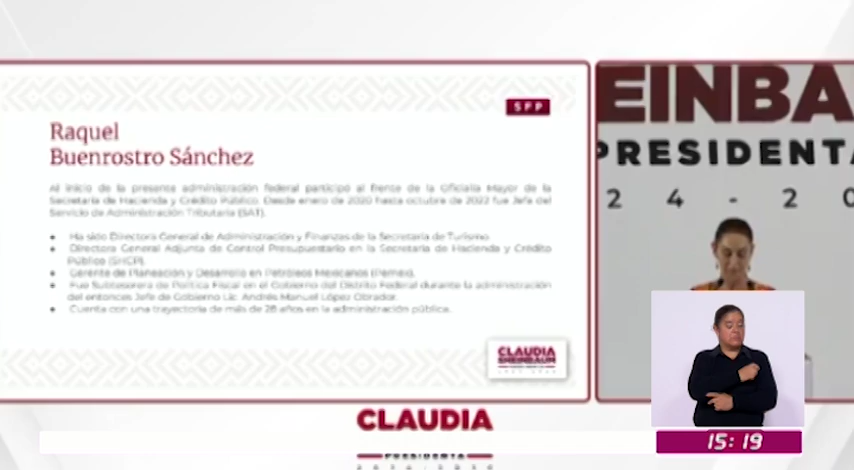 SFP
Raquel
Buenrostro Sánchez
Al inicio de la presente administración federal participó al frente de la Oficialía Mayor de la
Secretaría de Hacienda y Crédito Público. Desde enero de 2020 hasta octubre de 2022 fue Jefa del
Servicio de Administración Tributaria (SAT).
• Ha sido Directora General de Administración y Finanzas de la Secretaría de Turismo.
• Directora General Adjunta de Control Presupuestario en la Secretaría de Hacienda y Crédito
Público (SHCP).
• Gerente de Planeación y Desarrollo en Petróleos Mexicanos (Pemex).
• Fue Subtesorera de Política Fiscal en el Gobierno del Distrito Federal durante la administración
del entonces Jefe de Gobierno Lic. Andrés Manuel López Obrador.
• Cuenta con una trayectoria de más de 28 años en la administración pública.
CLAUDIA
SHEINBAUM
EINBA
PRESIDENTA
24-20
CLAUDIA
PRESIDENTA
15:19